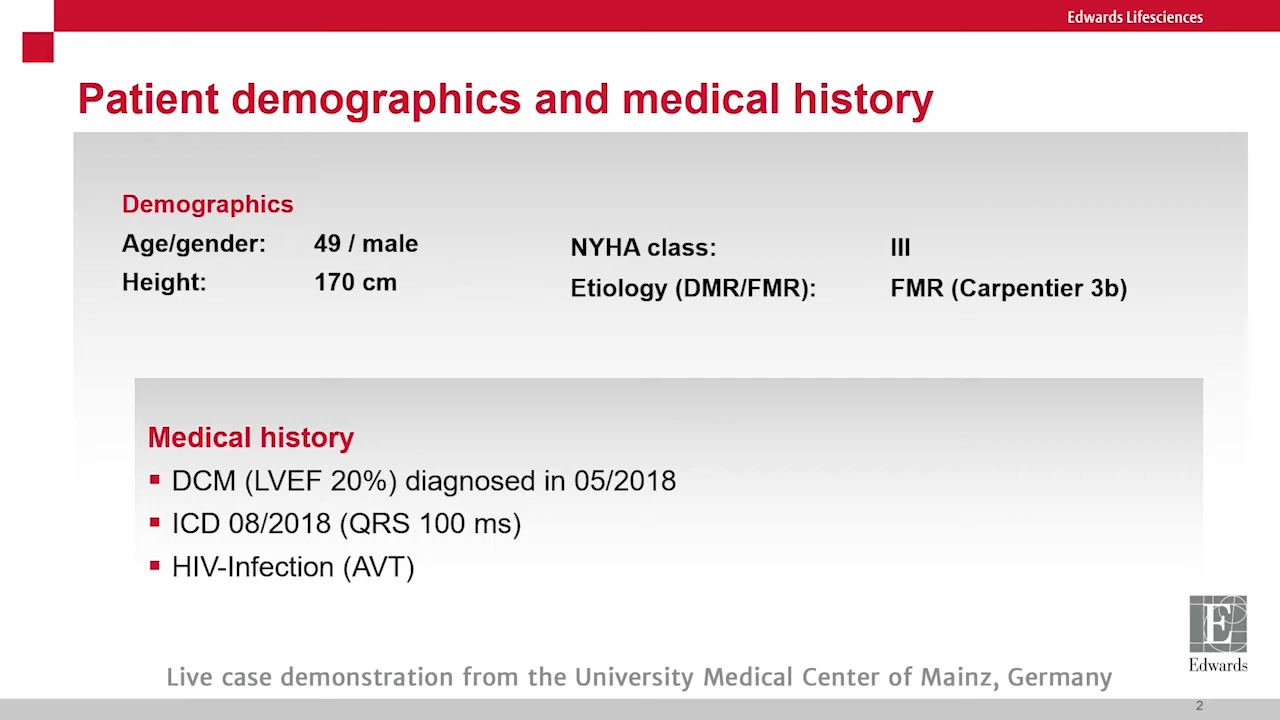 Edwards Lifesciences
Patient demographics and medical history
Demographics
Age/gender: 49 / male
Height: 170 cm
NYHA class: III
Etiology (DMR/FMR): FMR (Carpentier 3b)
Medical history
▪ DCM (LVEF 20%) diagnosed in 05/2018
▪ ICD 08/2018 (QRS 100 ms)
▪ HIV-Infection (AVT)
E
Edwards
Live case demonstration from the University Medical Center of Mainz, Germany
2